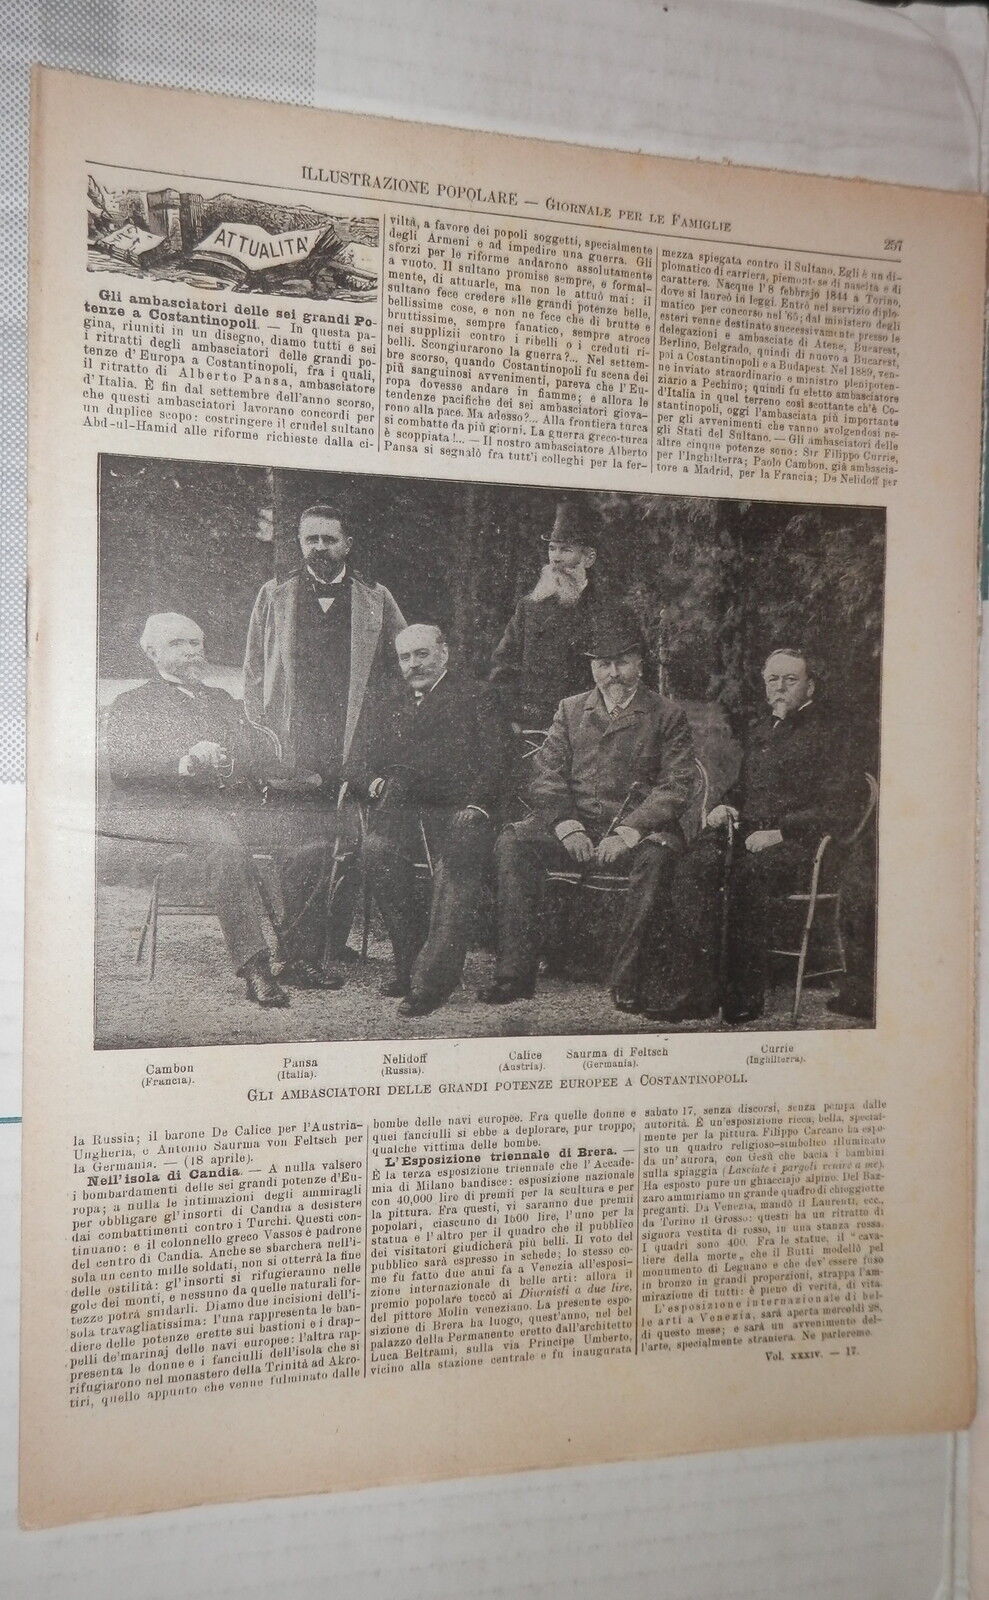 ILLUSTRAZIONE POPOLARE — GIORNALE PER LE FAMIGLIE
257
ATTUALITA'
Gli ambasciatori delle sei grandi Po-
tenze a Costantinopoli. — In questa pa-
gina, riuniti in un disegno, diamo tutti e sei
i ritratti degli ambasciatori delle grandi po-
tenze d'Europa a Costantinopoli, fra i quali,
il ritratto di Alberto Pansa, ambasciatore
d'Italia. È fin dal settembre dell'anno scorso,
che questi ambasciatori lavorano concordi per
un duplice scopo: costringere il crudel sultano
Abd-ul-Hamid alle riforme richieste dalla ci-
viltà, a favore dei popoli soggetti, specialmente
degli Armeni e ad impedire una guerra. Gli
sforzi per le riforme andarono assolutamente
a vuoto. Il sultano promise sempre, e formal-
mente, di attuarle, ma non le attuò mai: il
sultano fece credere alle grandi potenze belle,
bellissime cose, e non ne fece che di brutte e
bruttissime, sempre fanatico, sempre atroce
nei supplizii contro i ribelli o i creduti ri-
belli. Scongiurarono la guerra?... Nel settem-
bre scorso, quando Costantinopoli fu scena dei
più sanguinosi avvenimenti, pareva che l'Eu-
ropa dovesse andare in fiamme; e allora le
tendenze pacifiche dei sei ambasciatori giova-
rono alla pace. Ma adesso?... Alla frontiera turca
si combatte da più giorni. La guerra greco-turca
è scoppiata!... — Il nostro ambasciatore Alberto
Pansa si segnalò fra tutt'i colleghi per la fer-
mezza spiegata contro il Sultano. Egli è un di-
plomatico di carriera, piemontese di nascita e di
carattere. Nacque l'8 febbrajo 1844 a Torino,
dove si laureò in leggi. Entrò nel servizio diplo-
matico per concorso nel '65; dal ministero degli
esteri venne destinato successivamente presso le
delegazioni e ambasciate di Atene, Bucarest,
Berlino, Belgrado, quindi di nuovo a Bucarest,
poi a Costantinopoli e a Budapest. Nel 1889, ven-
ne inviato straordinario e ministro plenipoten-
ziario a Pechino; quindi fu eletto ambasciatore
d'Italia in quel terreno così scottante ch'è Co-
stantinopoli, oggi l'ambasciata più importante
per gli avvenimenti che vanno svolgendosi ne-
gli Stati del Sultano. — Gli ambasciatori delle
altre cinque potenze sono: Sir Filippo Currie,
per l'Inghilterra; Paolo Cambon, già ambascia-
tore a Madrid, per la Francia; De Nelidoff per
Cambon
(Francia).
Pansa
(Italia).
Nelidoff
(Russia).
Calice
(Austria).
Saurma di Feltsch
(Germania).
Currie
(Inghilterra).
GLI AMBASCIATORI DELLE GRANDI POTENZE EUROPEE A COSTANTINOPOLI.
la Russia; il barone De Calice per l'Austria-
Ungheria, e Antonio Saurma von Feltsch per
la Germania. — (18 aprile).
Nell'isola di Candia. — A nulla valsero
i bombardamenti delle sei grandi potenze d'Eu-
ropa; a nulla le intimazioni degli ammiragli
per obbligare gl'insorti di Candia a desistere
dai combattimenti contro i Turchi. Questi con-
tinuano: e il colonnello greco Vassos è padrone
del centro di Candia. Anche se sbarcherà nell'i-
sola un cento mille soldati, non si otterrà la fine
delle ostilità: gl'insorti si rifugieranno nelle
gole dei monti, e nessuno da quelle naturali for-
tezze potrà snidarli. Diamo due incisioni dell'i-
sola travagliatissima: l'una rappresenta le ban-
diere delle potenze erette sui bastioni e i drap-
pelli de'marinaj delle navi europee: l'altra rap-
presenta le donne e i fanciulli dell'isola che si
rifugiarono nel monastero della Trinità ad Akro-
tiri, quello appunto che venne fulminato dalle
bombe delle navi europee. Fra quelle donne e
quei fanciulli si ebbe a deplorare, pur troppo,
qualche vittima delle bombe.
L'Esposizione triennale di Brera. —
È la terza esposizione triennale che l'Accade-
mia di Milano bandisce: esposizione nazionale
con 40,000 lire di premii per la scultura e per
la pittura. Fra questi, vi saranno due premii
popolari, ciascuno di 1500 lire, l'uno per la
statua e l'altro per il quadro che il pubblico
dei visitatori giudicherà più belli. Il voto del
pubblico sarà espresso in schede; lo stesso co-
me fu fatto due anni fa a Venezia all'esposi-
zione internazionale di belle arti: allora il
premio popolare toccò ai Diurnisti a due lire,
del pittore Molin veneziano. La presente espo-
sizione di Brera ha luogo, quest'anno, nel bel
palazzo della Permanente eretto dall'architetto
Luca Beltrami, sulla via Principe Umberto,
vicino alla stazione centrale e fu inaugurata
sabato 17, senza discorsi, senza pompa dalle
autorità. È un'esposizione ricca, bella, special-
mente per la pittura. Filippo Carcano ha espo-
sto un quadro religioso-simbolico illuminato
da un'aurora, con Gesù che bacia i bambini
sulla spiaggia (Lasciate i pargoli venire a me).
Ha esposto pure un ghiacciajo alpino. Del Baz-
zaro ammiriamo un grande quadro di chioggiotte
preganti. Da Venezia, mandò il Laurenti, ecc.,
da Torino il Grosso: questi ha un ritratto di
signora vestita di rosso, in una stanza rossa.
I quadri sono 400. Fra le statue, il "cava-
liere della morte„ che il Butti modellò pel
monumento di Legnano e che dev'essere fuso
in bronzo in grandi proporzioni, strappa l'am-
mirazione di tutti: è pieno di verità, di vita.
L'esposizione internazionale di bel-
le arti a Venezia, sarà aperta mercoldì 28,
di questo mese; e sarà un avvenimento del-
l'arte, specialmente straniera. Ne parleremo.
Vol. XXXIV. — 17.